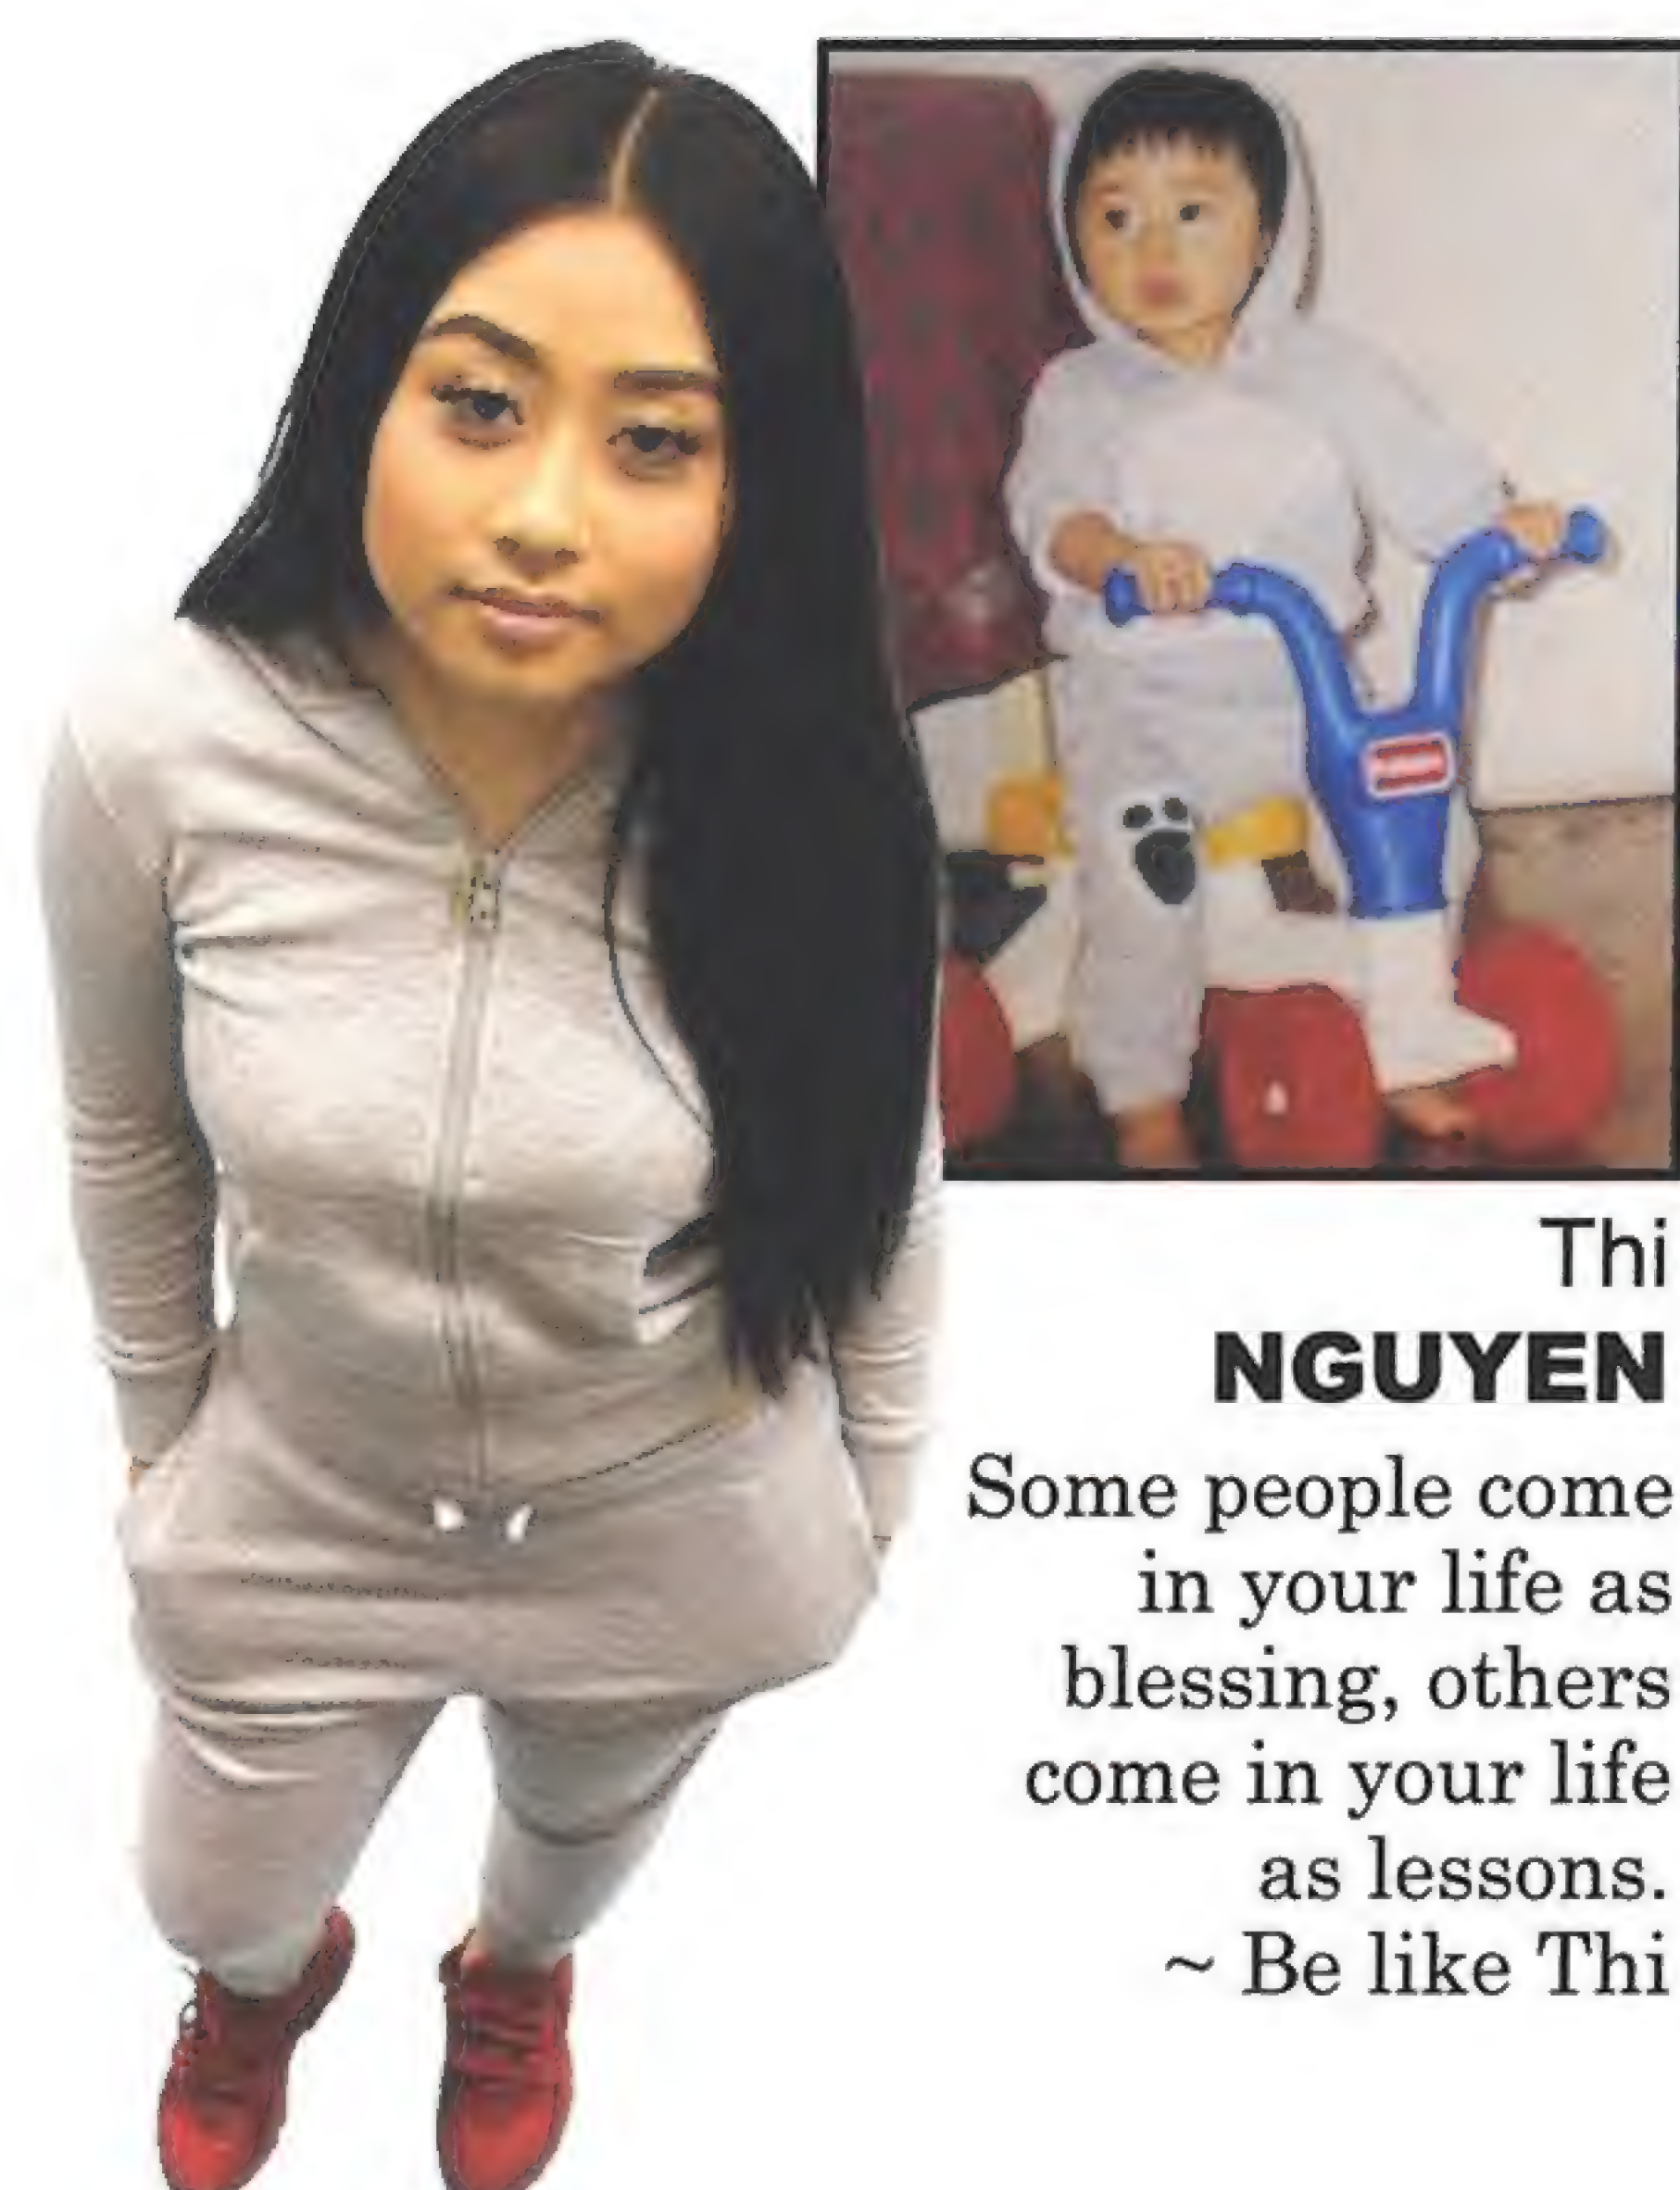 Thi
NGUYEN
Some people come
in your life as
blessing, others
come in your life
as lessons.
~ Be like Thi